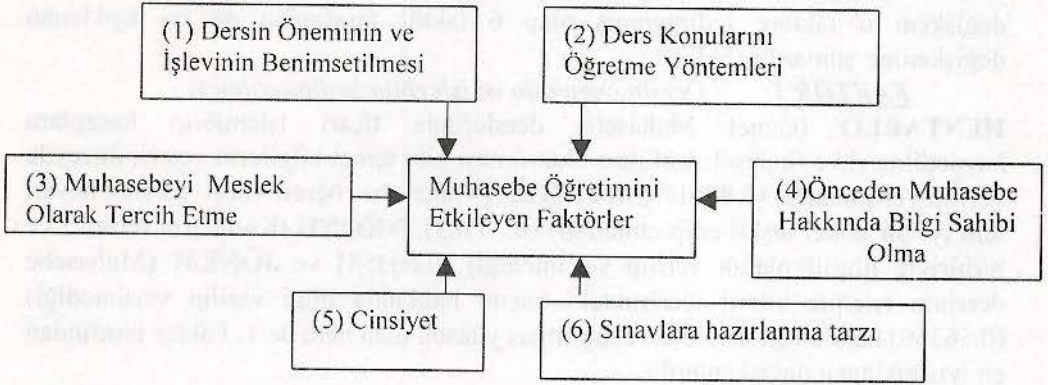 (1) Dersin Öneminin ve
İşlevinin Benimsetilmesi
(2) Ders Konularını
Öğretme Yöntemleri
(3) Muhasebeyi Meslek
Olarak Tercih Etme
Muhasebe Öğretimini
Etkileyen Faktörler
(4)Önceden Muhasebe
Hakkında Bilgi Sahibi
Olma
(5) Cinsiyet
(6) Sınavlara hazırlanma tarzı